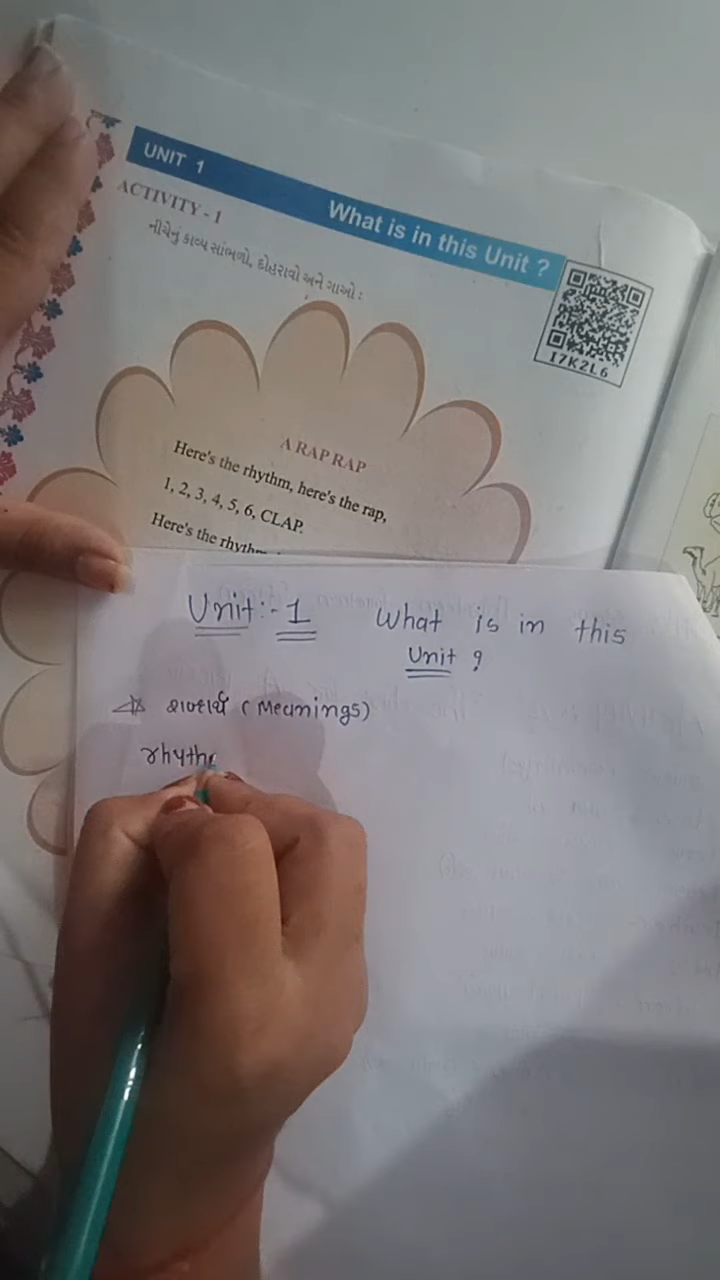 UNIT 1
What is in this Unit ?
ACTIVITY - 1
નીચેનું કાવ્ય સાંભળો, દોહરાવો અને ગાઓ :
I7K2L6
A RAP RAP
Here's the rhythm, here's the rap,
1, 2, 3, 4, 5, 6, CLAP.
Here's the rhythm
Unit:- 1 What is in this
Unit ?
શબ્દાર્થ (Meanings)
rhyth